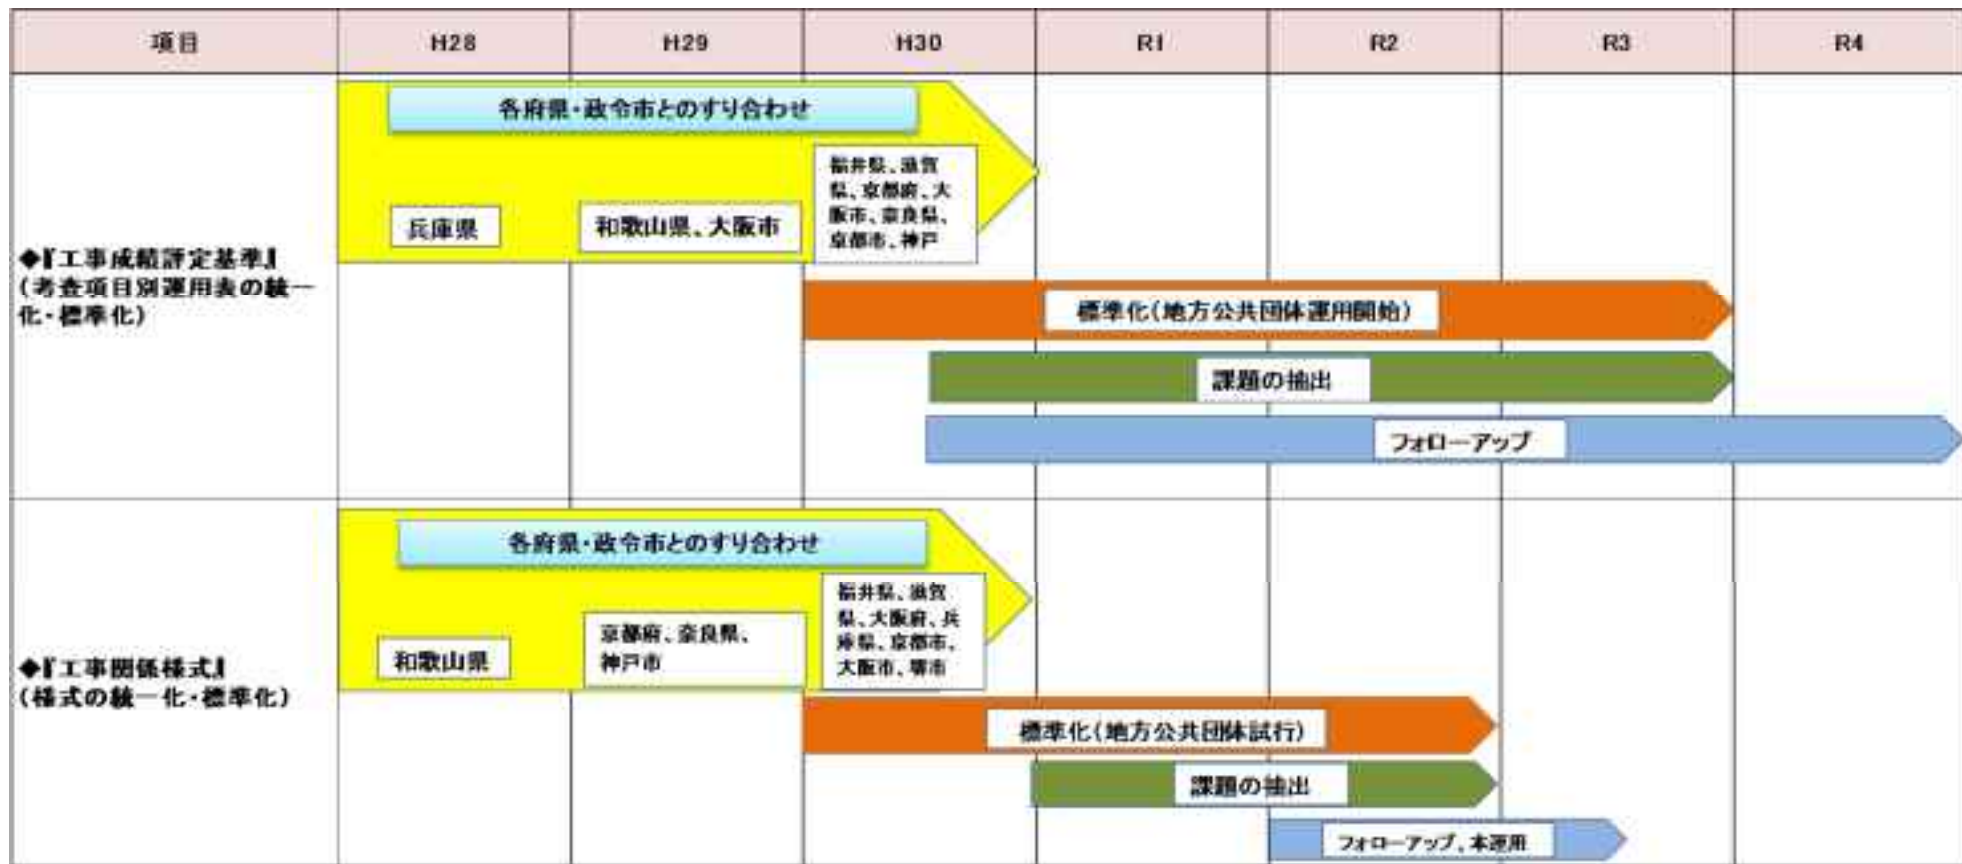 項目 H28 H29 H30 R1 R2 R3 R4
◆『工事成績評定基準』
(考査項目別運用表の統一
化・標準化)
各府県・政令市とのすり合わせ
兵庫県
和歌山県、大阪市
福井県、滋賀
県、京都府、大
阪市、奈良県、
京都市、神戸
標準化(地方公共団体運用開始)
課題の抽出
フォローアップ
◆『工事関係様式』
(様式の統一化・標準化)
各府県・政令市とのすり合わせ
和歌山県
京都府、奈良県、
神戸市
福井県、滋賀
県、大阪府、兵
庫県、京都市、
大阪市、堺市
標準化(地方公共団体試行)
課題の抽出
フォローアップ、本運用